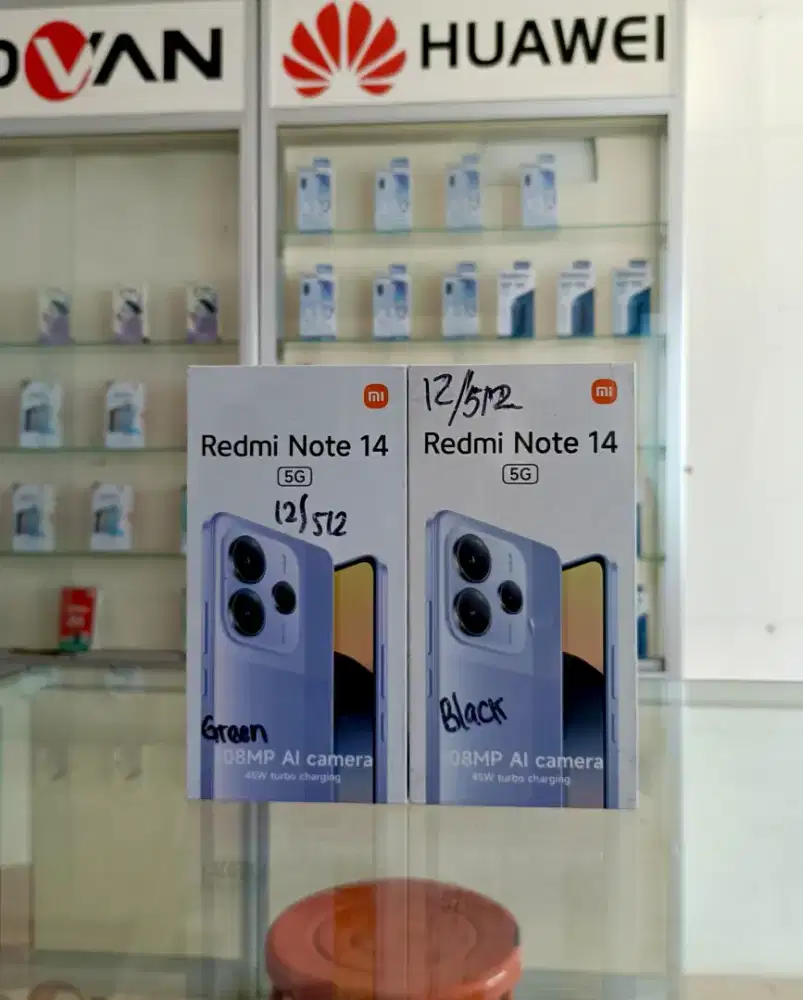 VAN
HUAWEI
mi
Redmi Note 14
5G
12/512
Green
08MP AI camera
45W turbo charging
12/512
mi
Redmi Note 14
5G
Black
08MP AI camera
45W turbo charging